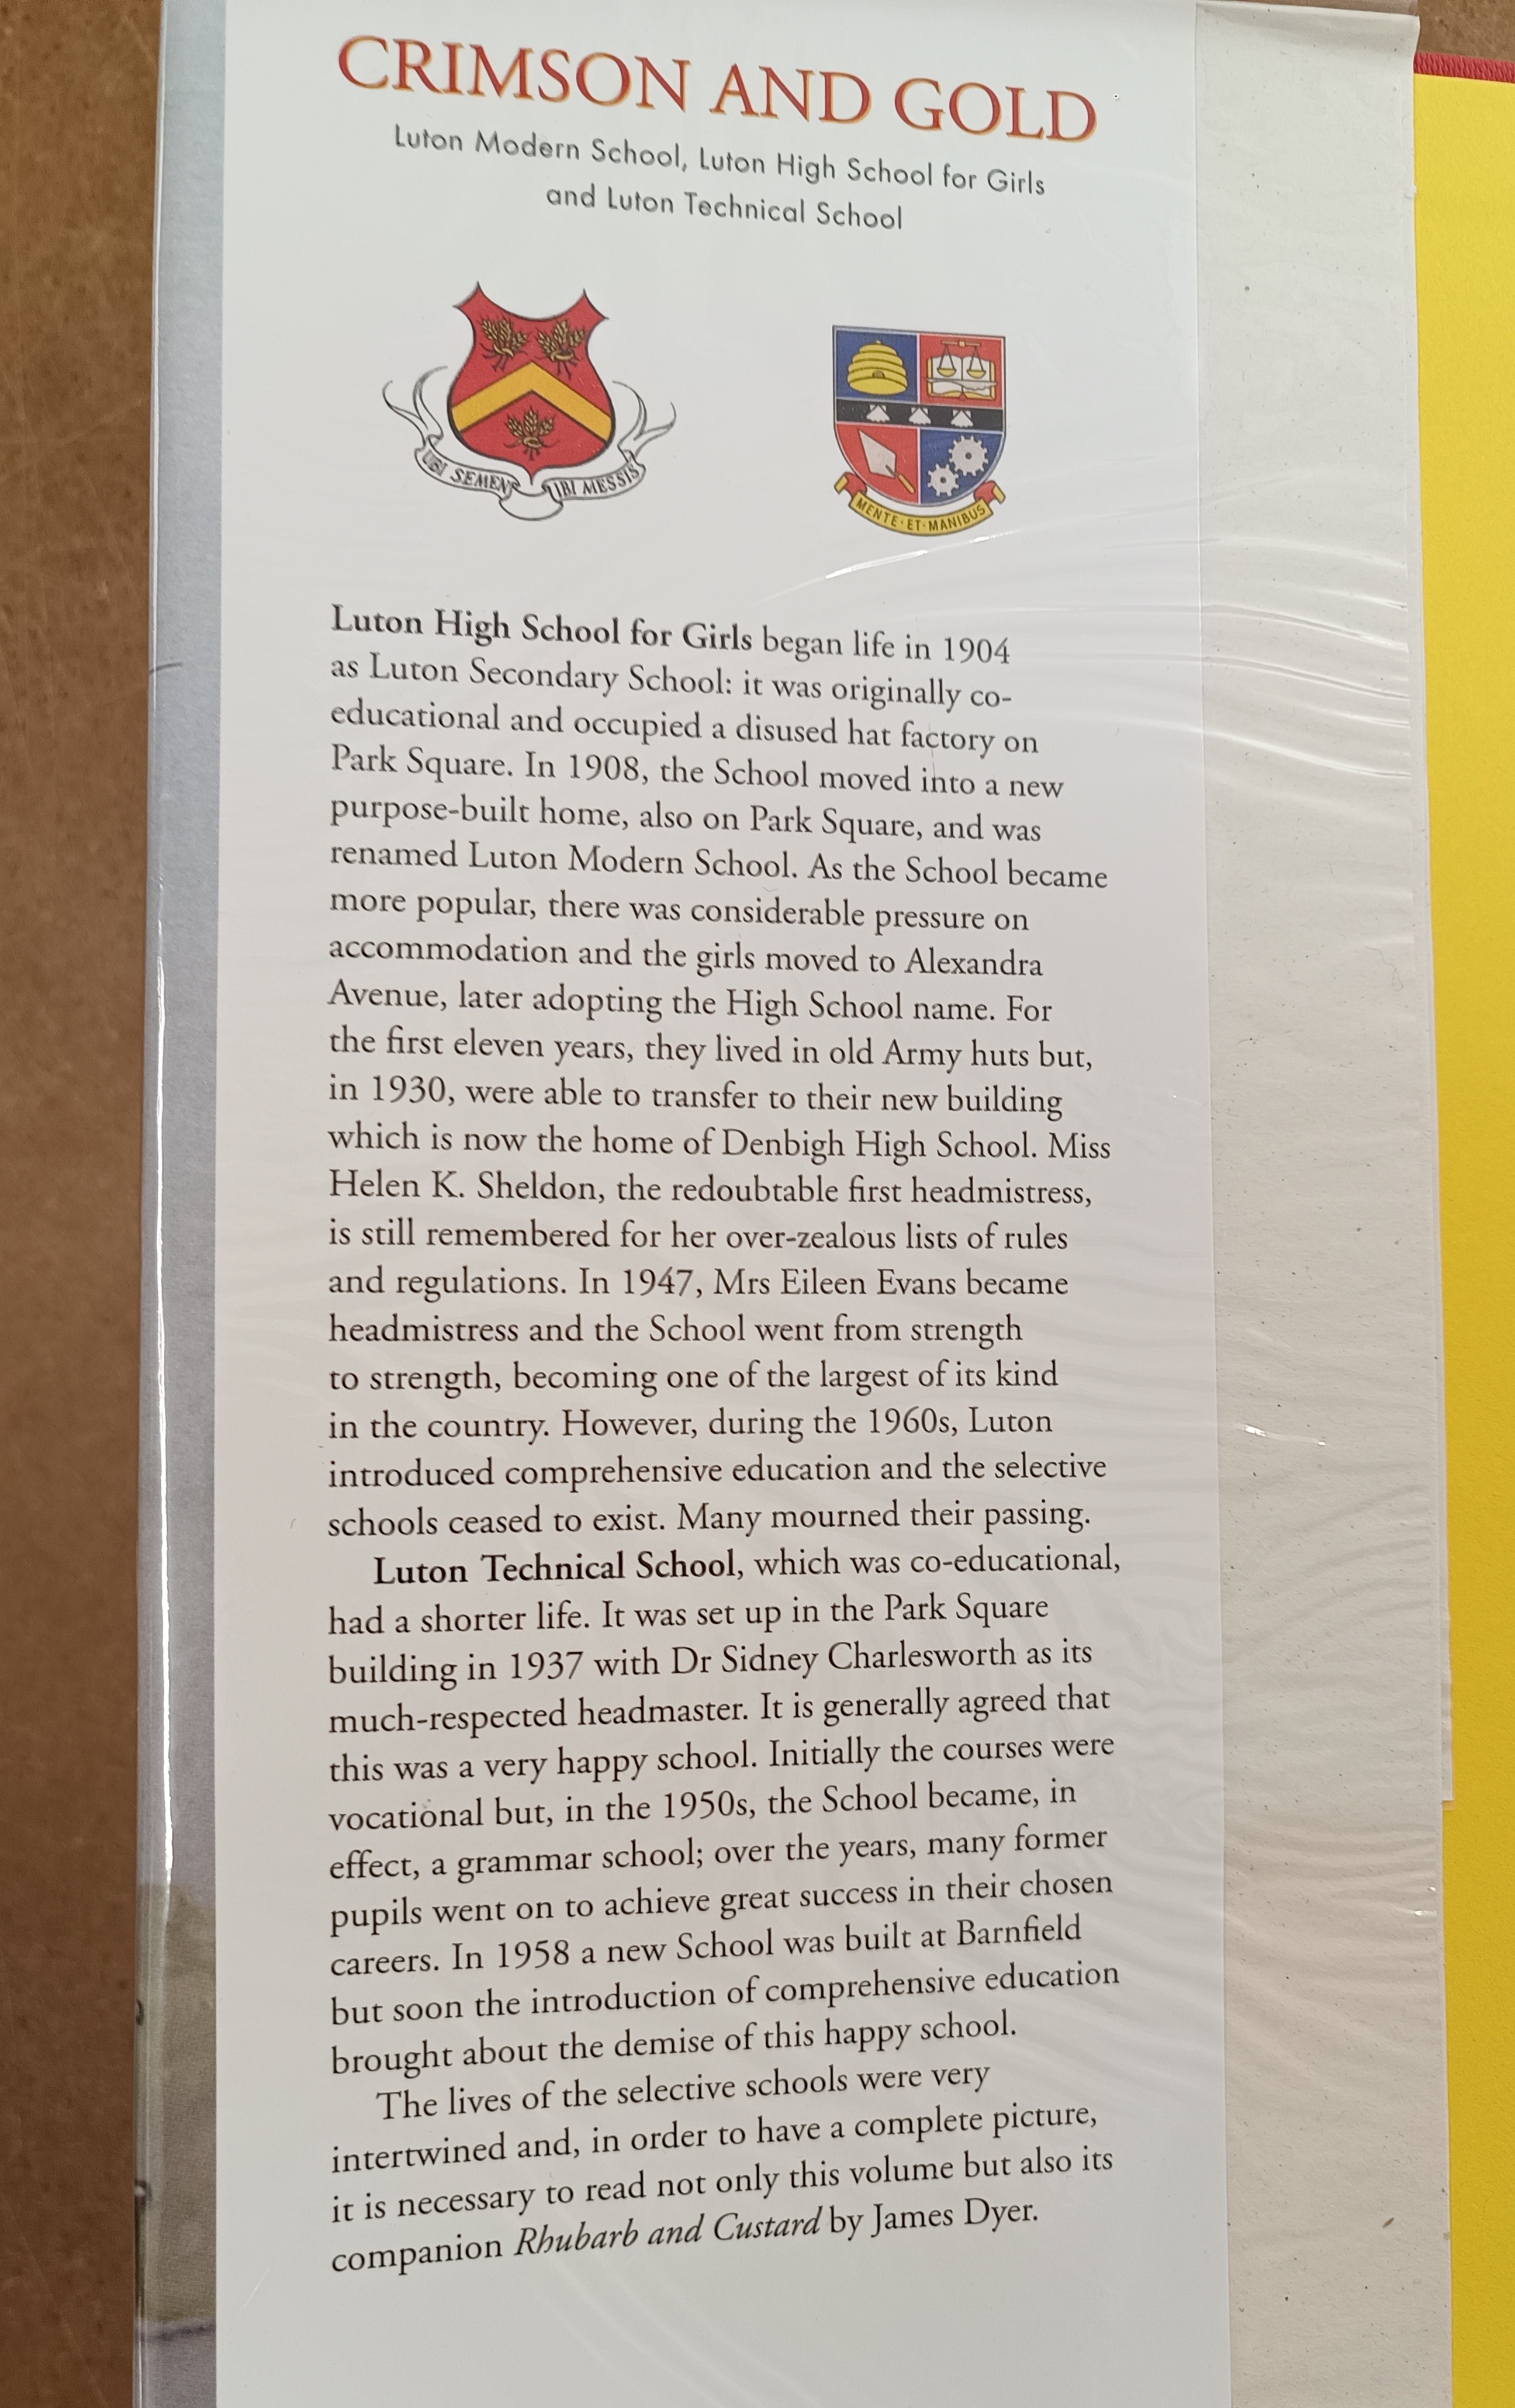 CRIMSON AND GOLD
Luton Modern School, Luton High School for Girls
and Luton Technical School
UBI SEMEN UBI MESSIS
MENTE·ET·MANIBUS
Luton High School for Girls began life in 1904
as Luton Secondary School: it was originally co-
educational and occupied a disused hat factory on
Park Square. In 1908, the School moved into a new
purpose-built home, also on Park Square, and was
renamed Luton Modern School. As the School became
more popular, there was considerable pressure on
accommodation and the girls moved to Alexandra
Avenue, later adopting the High School name. For
the first eleven years, they lived in old Army huts but,
in 1930, were able to transfer to their new building
which is now the home of Denbigh High School. Miss
Helen K. Sheldon, the redoubtable first headmistress,
is still remembered for her over-zealous lists of rules
and regulations. In 1947, Mrs Eileen Evans became
headmistress and the School went from strength
to strength, becoming one of the largest of its kind
in the country. However, during the 1960s, Luton
introduced comprehensive education and the selective
schools ceased to exist. Many mourned their passing.
Luton Technical School, which was co-educational,
had a shorter life. It was set up in the Park Square
building in 1937 with Dr Sidney Charlesworth as its
much-respected headmaster. It is generally agreed that
this was a very happy school. Initially the courses were
vocational but, in the 1950s, the School became, in
effect, a grammar school; over the years, many former
pupils went on to achieve great success in their chosen
careers. In 1958 a new School was built at Barnfield
but soon the introduction of comprehensive education
brought about the demise of this happy school.
The lives of the selective schools were very
intertwined and, in order to have a complete picture,
it is necessary to read not only this volume but also its
companion Rhubarb and Custard by James Dyer.